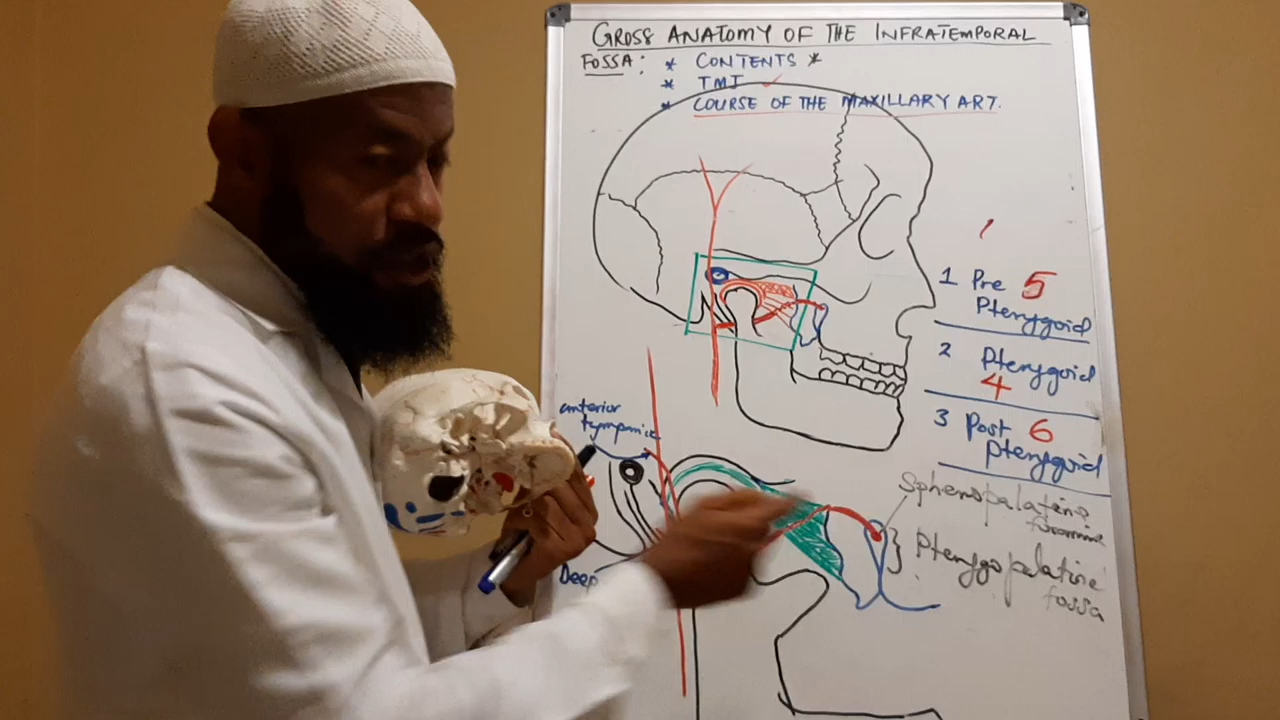 GROSS ANATOMY OF THE INFRATEMPORAL
FOSSA: * CONTENTS *
* TMJ ✓
* COURSE OF THE MAXILLARY ART.
1 Pre 5
Pterygoid
2 Pterygoid
4
3 Post 6
Pterygoid
anterior
tympanic
Sphenopalatine
foramina
} Pterygopalatine
fossa
Deep